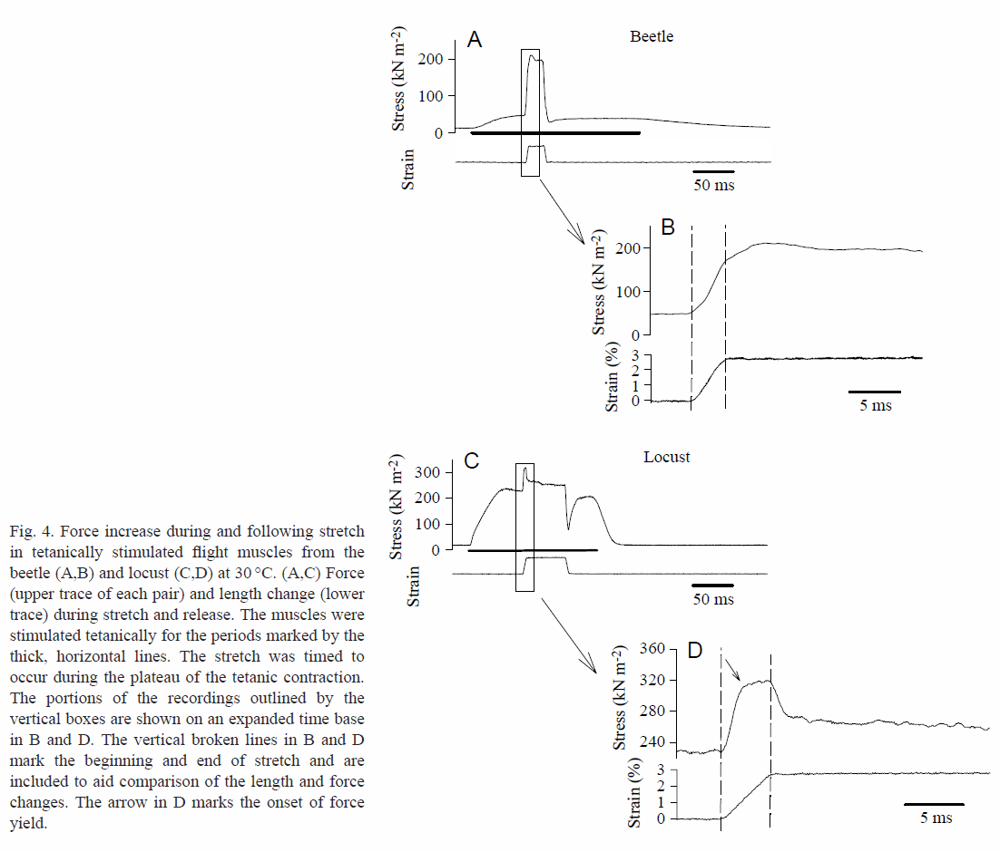 A
Beetle
Stress (kN m-2)
200
100
0
Strain
50 ms
B
Stress (kN m-2)
200
100
0
Strain (%)
3
2
1
0
5 ms
C
Locust
Stress (kN m-2)
300
200
100
0
Strain
50 ms
D
Stress (kN m-2)
360
320
280
240
Strain (%)
3
2
1
0
5 ms
Fig. 4. Force increase during and following stretch
in tetanically stimulated flight muscles from the
beetle (A,B) and locust (C,D) at 30 °C. (A,C) Force
(upper trace of each pair) and length change (lower
trace) during stretch and release. The muscles were
stimulated tetanically for the periods marked by the
thick, horizontal lines. The stretch was timed to
occur during the plateau of the tetanic contraction.
The portions of the recordings outlined by the
vertical boxes are shown on an expanded time base
in B and D. The vertical broken lines in B and D
mark the beginning and end of stretch and are
included to aid comparison of the length and force
changes. The arrow in D marks the onset of force
yield.